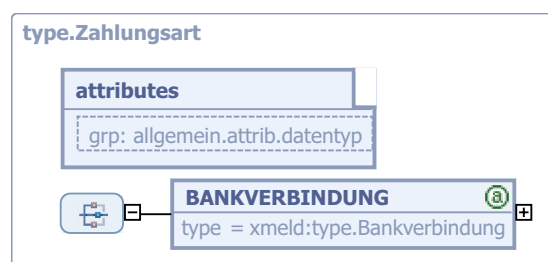 type.Zahlungsart
attributes
grp: allgemein.attrib.datentyp
BANKVERBINDUNG a
type = xmeld:type.Bankverbindung